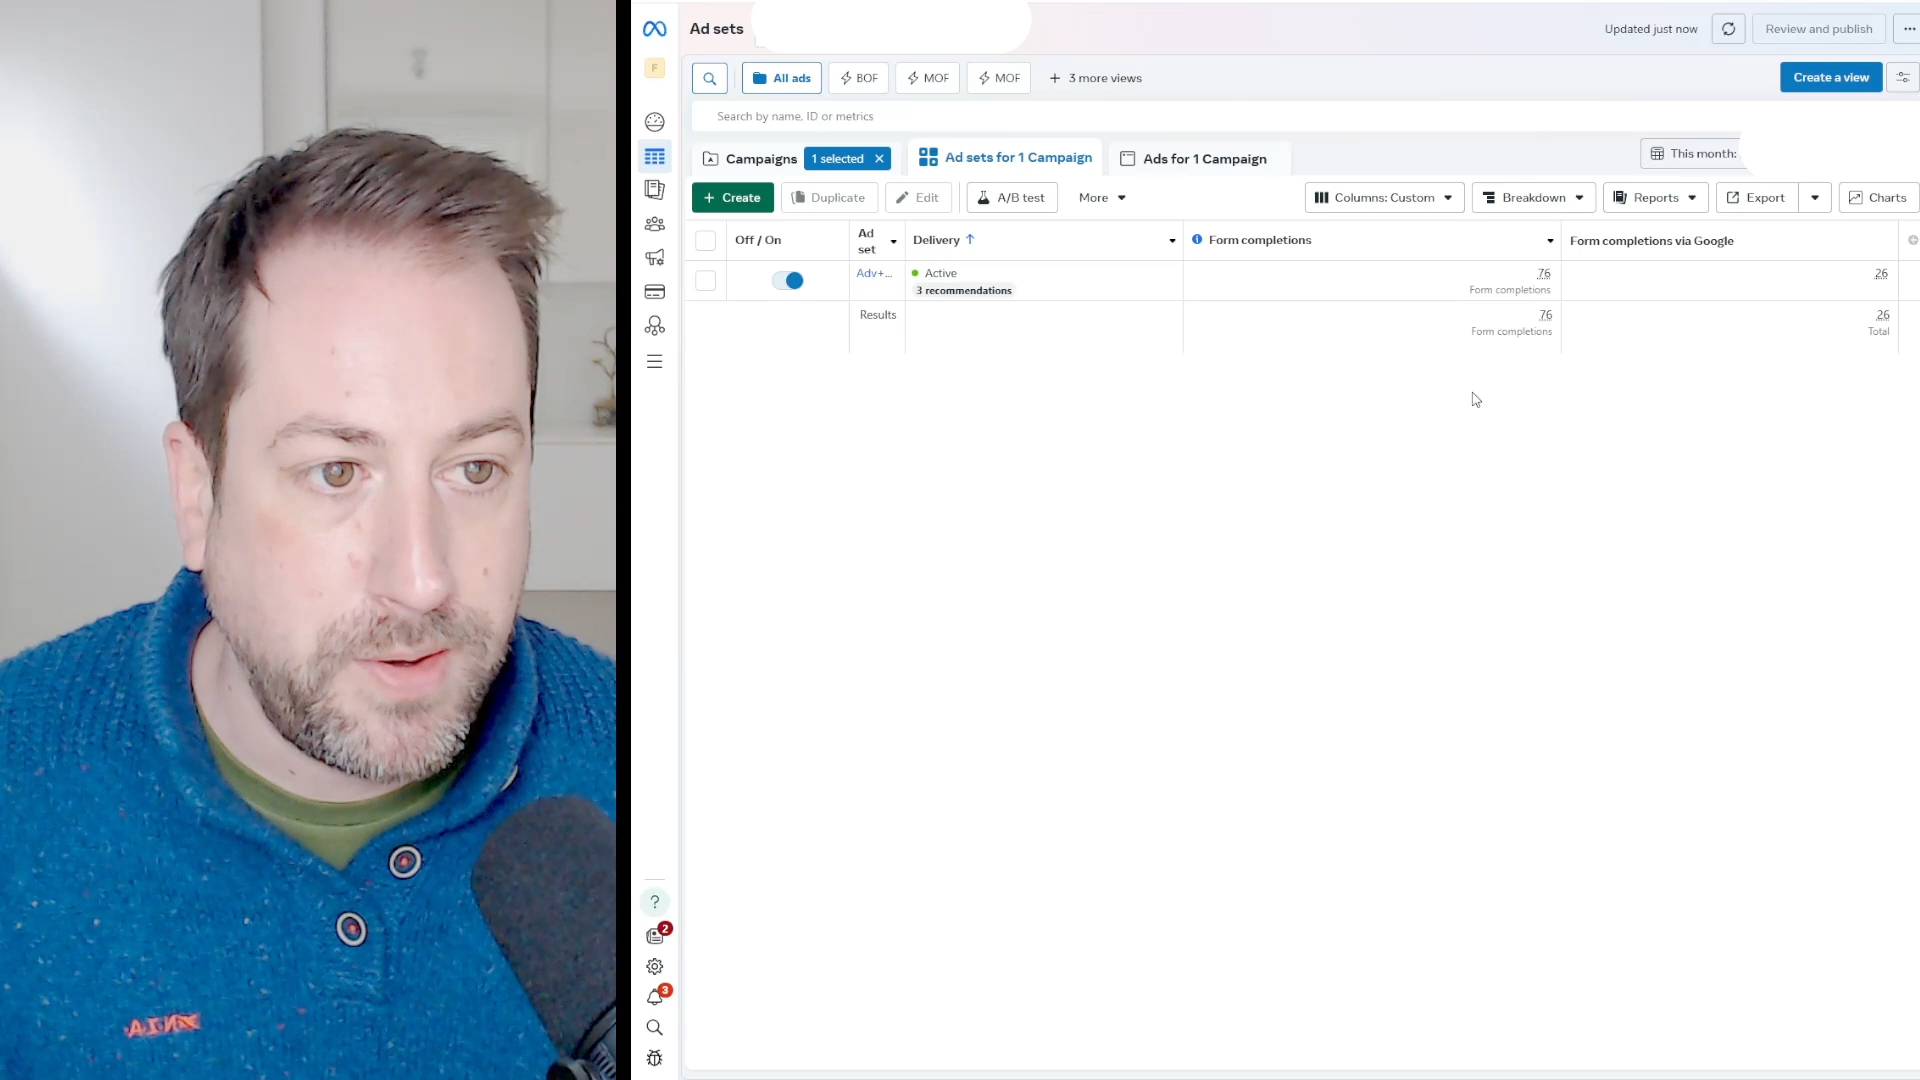 Ad sets
Updated just now
Review and publish
F
All ads
BOF
MOF
MOF
3 more views
Create a view
Search by name, ID or metrics
Campaigns
1 selected
Ad sets for 1 Campaign
Ads for 1 Campaign
This month:
Create
Duplicate
Edit
A/B test
More
Columns: Custom
Breakdown
Reports
Export
Charts
Off / On
Ad
set
Delivery
Form completions
Form completions via Google
Adv+...
Active
3 recommendations
76
Form completions
26
Results
76
Form completions
26
Total
?
2
3